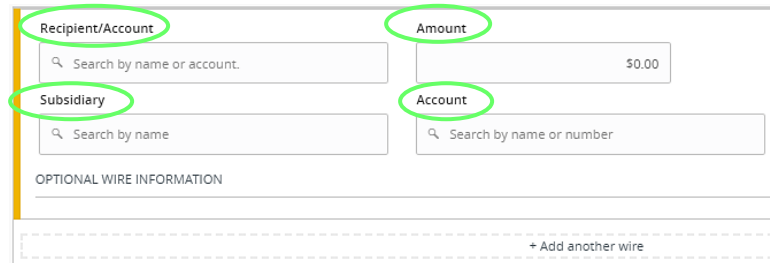 Recipient/Account Amount
Search by name or account. $0.00
Subsidiary Account
Search by name Search by name or number
OPTIONAL WIRE INFORMATION
+ Add another wire